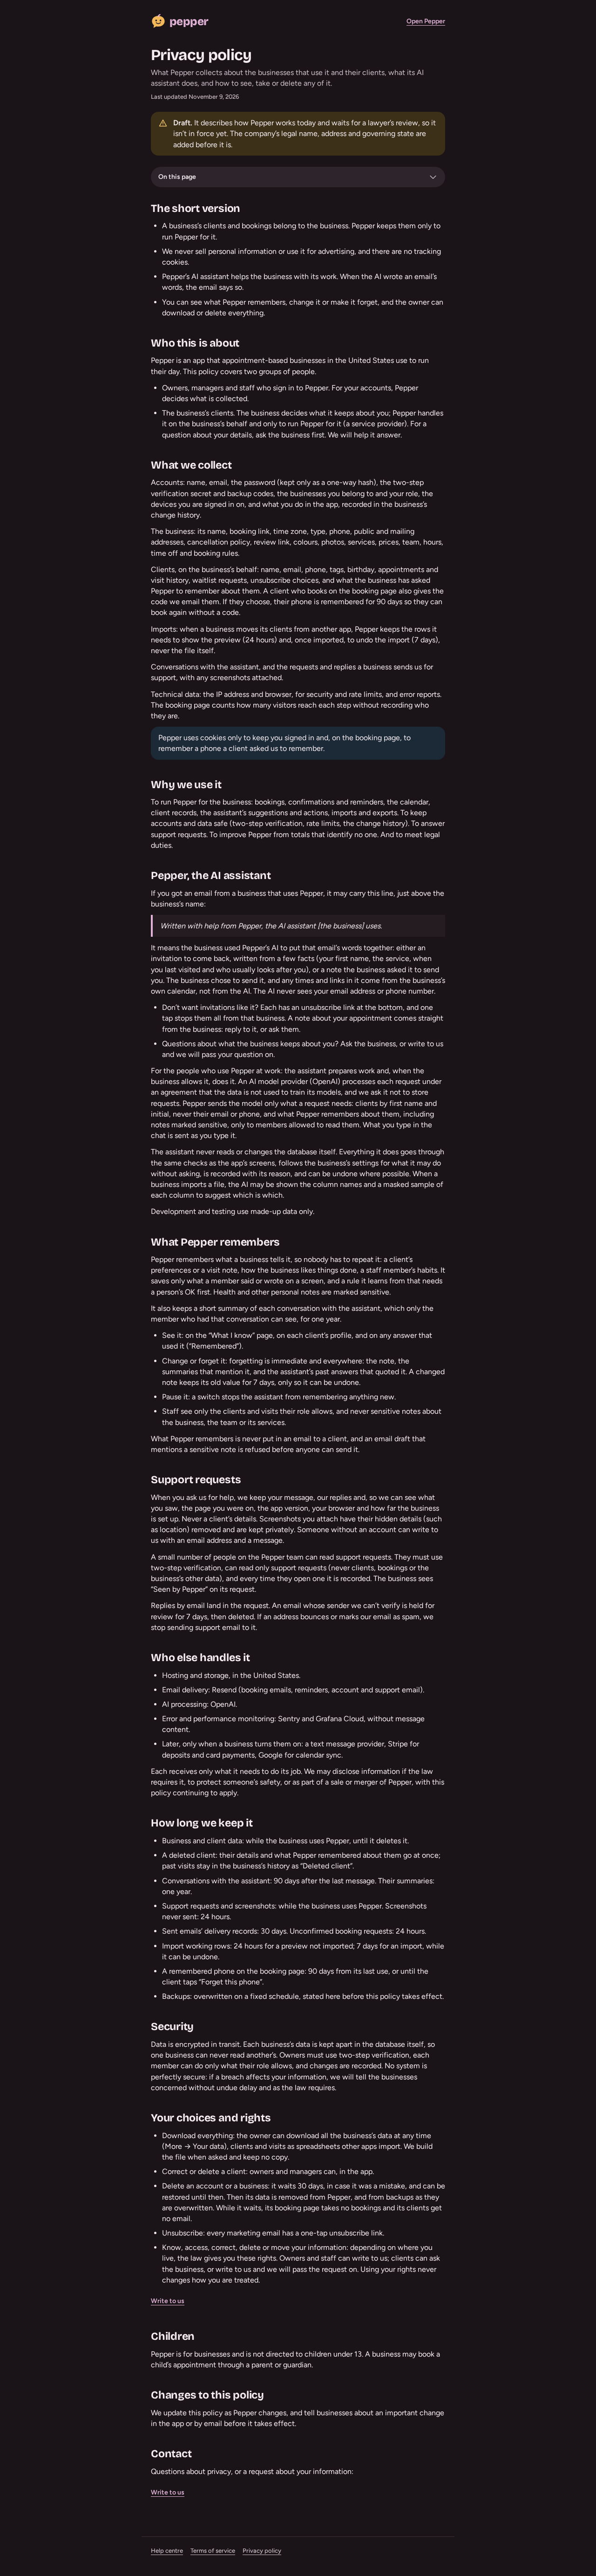 pepper
Open Pepper
Privacy policy
What Pepper collects about the businesses that use it and their clients, what its AI
assistant does, and how to see, take or delete any of it.
Last updated November 9, 2026
Draft. It describes how Pepper works today and waits for a lawyer's review, so it
isn't in force yet. The company's legal name, address and governing state are
added before it is.
On this page
The short version
• A business's clients and bookings belong to the business. Pepper keeps them only to
run Pepper for it.
• We never sell personal information or use it for advertising, and there are no tracking
cookies.
• Pepper's AI assistant helps the business with its work. When the AI wrote an email's
words, the email says so.
• You can see what Pepper remembers, change it or make it forget, and the owner can
download or delete everything.
Who this is about
Pepper is an app that appointment-based businesses in the United States use to run
their day. This policy covers two groups of people.
• Owners, managers and staff who sign in to Pepper. For your accounts, Pepper
decides what is collected.
• The business's clients. The business decides what it keeps about you; Pepper handles
it on the business's behalf and only to run Pepper for it (a service provider). For a
question about your details, ask the business first. We will help it answer.
What we collect
Accounts: name, email, the password (kept only as a one-way hash), the two-step
verification secret and backup codes, the businesses you belong to and your role, the
devices you are signed in on, and what you do in the app, recorded in the business's
change history.
The business: its name, booking link, time zone, type, phone, public and mailing
addresses, cancellation policy, review link, colours, photos, services, prices, team, hours,
time off and booking rules.
Clients, on the business's behalf: name, email, phone, tags, birthday, appointments and
visit history, waitlist requests, unsubscribe choices, and what the business has asked
Pepper to remember about them. A client who books on the booking page also gives the
code we email them. If they choose, their phone is remembered for 90 days so they can
book again without a code.
Imports: when a business moves its clients from another app, Pepper keeps the rows it
needs to show the preview (24 hours) and, once imported, to undo the import (7 days),
never the file itself.
Conversations with the assistant, and the requests and replies a business sends us for
support, with any screenshots attached.
Technical data: the IP address and browser, for security and rate limits, and error reports.
The booking page counts how many visitors reach each step without recording who
they are.
Pepper uses cookies only to keep you signed in and, on the booking page, to
remember a phone a client asked us to remember.
Why we use it
To run Pepper for the business: bookings, confirmations and reminders, the calendar,
client records, the assistant's suggestions and actions, imports and exports. To keep
accounts and data safe (two-step verification, rate limits, the change history). To answer
support requests. To improve Pepper from totals that identify no one. And to meet legal
duties.
Pepper, the AI assistant
If you got an email from a business that uses Pepper, it may carry this line, just above the
business's name:
Written with help from Pepper, the AI assistant [the business] uses.
It means the business used Pepper's AI to put that email's words together: either an
invitation to come back, written from a few facts (your first name, the service, when
you last visited and who usually looks after you), or a note the business asked it to send
you. The business chose to send it, and any times and links in it come from the business's
own calendar, not from the AI. The AI never sees your email address or phone number.
• Don't want invitations like it? Each has an unsubscribe link at the bottom, and one
tap stops them all from that business. A note about your appointment comes straight
from the business: reply to it, or ask them.
• Questions about what the business keeps about you? Ask the business, or write to us
and we will pass your question on.
For the people who use Pepper at work: the assistant prepares work and, when the
business allows it, does it. An AI model provider (OpenAI) processes each request under
an agreement that the data is not used to train its models, and we ask it not to store
requests. Pepper sends the model only what a request needs: clients by first name and
initial, never their email or phone, and what Pepper remembers about them, including
notes marked sensitive, only to members allowed to read them. What you type in the
chat is sent as you type it.
The assistant never reads or changes the database itself. Everything it does goes through
the same checks as the app's screens, follows the business's settings for what it may do
without asking, is recorded with its reason, and can be undone where possible. When a
business imports a file, the AI may be shown the column names and a masked sample of
each column to suggest which is which.
Development and testing use made-up data only.
What Pepper remembers
Pepper remembers what a business tells it, so nobody has to repeat it: a client's
preferences or a visit note, how the business likes things done, a staff member's habits. It
saves only what a member said or wrote on a screen, and a rule it learns from that needs
a person's OK first. Health and other personal notes are marked sensitive.
It also keeps a short summary of each conversation with the assistant, which only the
member who had that conversation can see, for one year.
• See it: on the "What I know" page, on each client's profile, and on any answer that
used it ("Remembered").
• Change or forget it: forgetting is immediate and everywhere: the note, the
summaries that mention it, and the assistant's past answers that quoted it. A changed
note keeps its old value for 7 days, only so it can be undone.
• Pause it: a switch stops the assistant from remembering anything new.
• Staff see only the clients and visits their role allows, and never sensitive notes about
the business, the team or its services.
What Pepper remembers is never put in an email to a client, and an email draft that
mentions a sensitive note is refused before anyone can send it.
Support requests
When you ask us for help, we keep your message, our replies and, so we can see what
you saw, the page you were on, the app version, your browser and how far the business
is set up. Never a client's details. Screenshots you attach have their hidden details (such
as location) removed and are kept privately. Someone without an account can write to
us with an email address and a message.
A small number of people on the Pepper team can read support requests. They must use
two-step verification, can read only support requests (never clients, bookings or the
business's other data), and every time they open one it is recorded. The business sees
"Seen by Pepper" on its request.
Replies by email land in the request. An email whose sender we can't verify is held for
review for 7 days, then deleted. If an address bounces or marks our email as spam, we
stop sending support email to it.
Who else handles it
• Hosting and storage, in the United States.
• Email delivery: Resend (booking emails, reminders, account and support email).
• AI processing: OpenAI.
• Error and performance monitoring: Sentry and Grafana Cloud, without message
content.
• Later, only when a business turns them on: a text message provider, Stripe for
deposits and card payments, Google for calendar sync.
Each receives only what it needs to do its job. We may disclose information if the law
requires it, to protect someone's safety, or as part of a sale or merger of Pepper, with this
policy continuing to apply.
How long we keep it
• Business and client data: while the business uses Pepper, until it deletes it.
• A deleted client: their details and what Pepper remembered about them go at once;
past visits stay in the business's history as "Deleted client".
• Conversations with the assistant: 90 days after the last message. Their summaries:
one year.
• Support requests and screenshots: while the business uses Pepper. Screenshots
never sent: 24 hours.
• Sent emails' delivery records: 30 days. Unconfirmed booking requests: 24 hours.
• Import working rows: 24 hours for a preview not imported; 7 days for an import, while
it can be undone.
• A remembered phone on the booking page: 90 days from its last use, or until the
client taps "Forget this phone".
• Backups: overwritten on a fixed schedule, stated here before this policy takes effect.
Security
Data is encrypted in transit. Each business's data is kept apart in the database itself, so
one business can never read another's. Owners must use two-step verification, each
member can do only what their role allows, and changes are recorded. No system is
perfectly secure: if a breach affects your information, we will tell the businesses
concerned without undue delay and as the law requires.
Your choices and rights
• Download everything: the owner can download all the business's data at any time
(More → Your data), clients and visits as spreadsheets other apps import. We build
the file when asked and keep no copy.
• Correct or delete a client: owners and managers can, in the app.
• Delete an account or a business: it waits 30 days, in case it was a mistake, and can be
restored until then. Then its data is removed from Pepper, and from backups as they
are overwritten. While it waits, its booking page takes no bookings and its clients get
no email.
• Unsubscribe: every marketing email has a one-tap unsubscribe link.
• Know, access, correct, delete or move your information: depending on where you
live, the law gives you these rights. Owners and staff can write to us; clients can ask
the business, or write to us and we will pass the request on. Using your rights never
changes how you are treated.
Write to us
Children
Pepper is for businesses and is not directed to children under 13. A business may book a
child's appointment through a parent or guardian.
Changes to this policy
We update this policy as Pepper changes, and tell businesses about an important change
in the app or by email before it takes effect.
Contact
Questions about privacy, or a request about your information:
Write to us
Help centre
Terms of service
Privacy policy